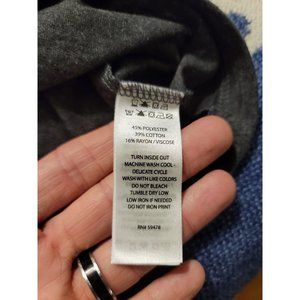 45% POLYESTER
39% COTTON
16% RAYON / VISCOSE
TURN INSIDE OUT
MACHINE WASH COOL -
DELICATE CYCLE
WASH WITH LIKE COLORS
DO NOT BLEACH
TUMBLE DRY LOW
LOW IRON IF NEEDED
DO NOT IRON PRINT
RN# 59478